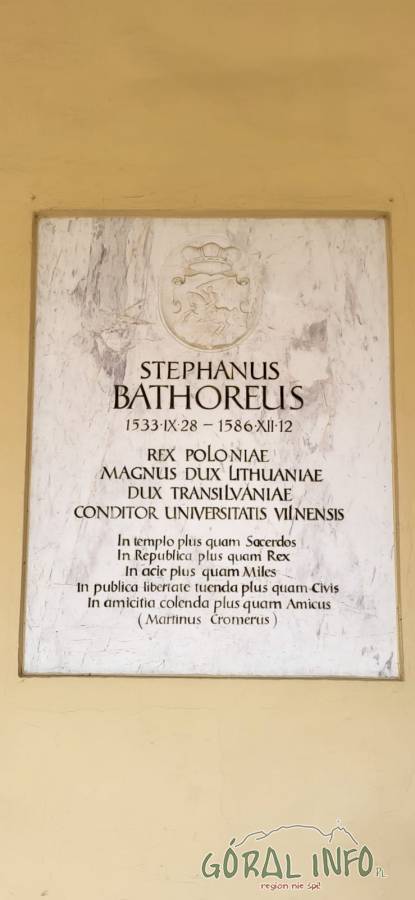 STEPHANUS
BATHOREUS
1533·IX·28 – 1586·XII·12
REX POLONIAE
MAGNUS DUX LITHUANIAE
DUX TRANSILVANIAE
CONDITOR UNIVERSITATIS VILNENSIS
In templo plus quam Sacerdos
In Republica plus quam Rex
In acie plus quam Miles
In publica libertate tuenda plus quam Civis
In amicitia colenda plus quam Amicus
(Martinus Cromerus)
GÓRAL INFO.PL
region nie śpi!